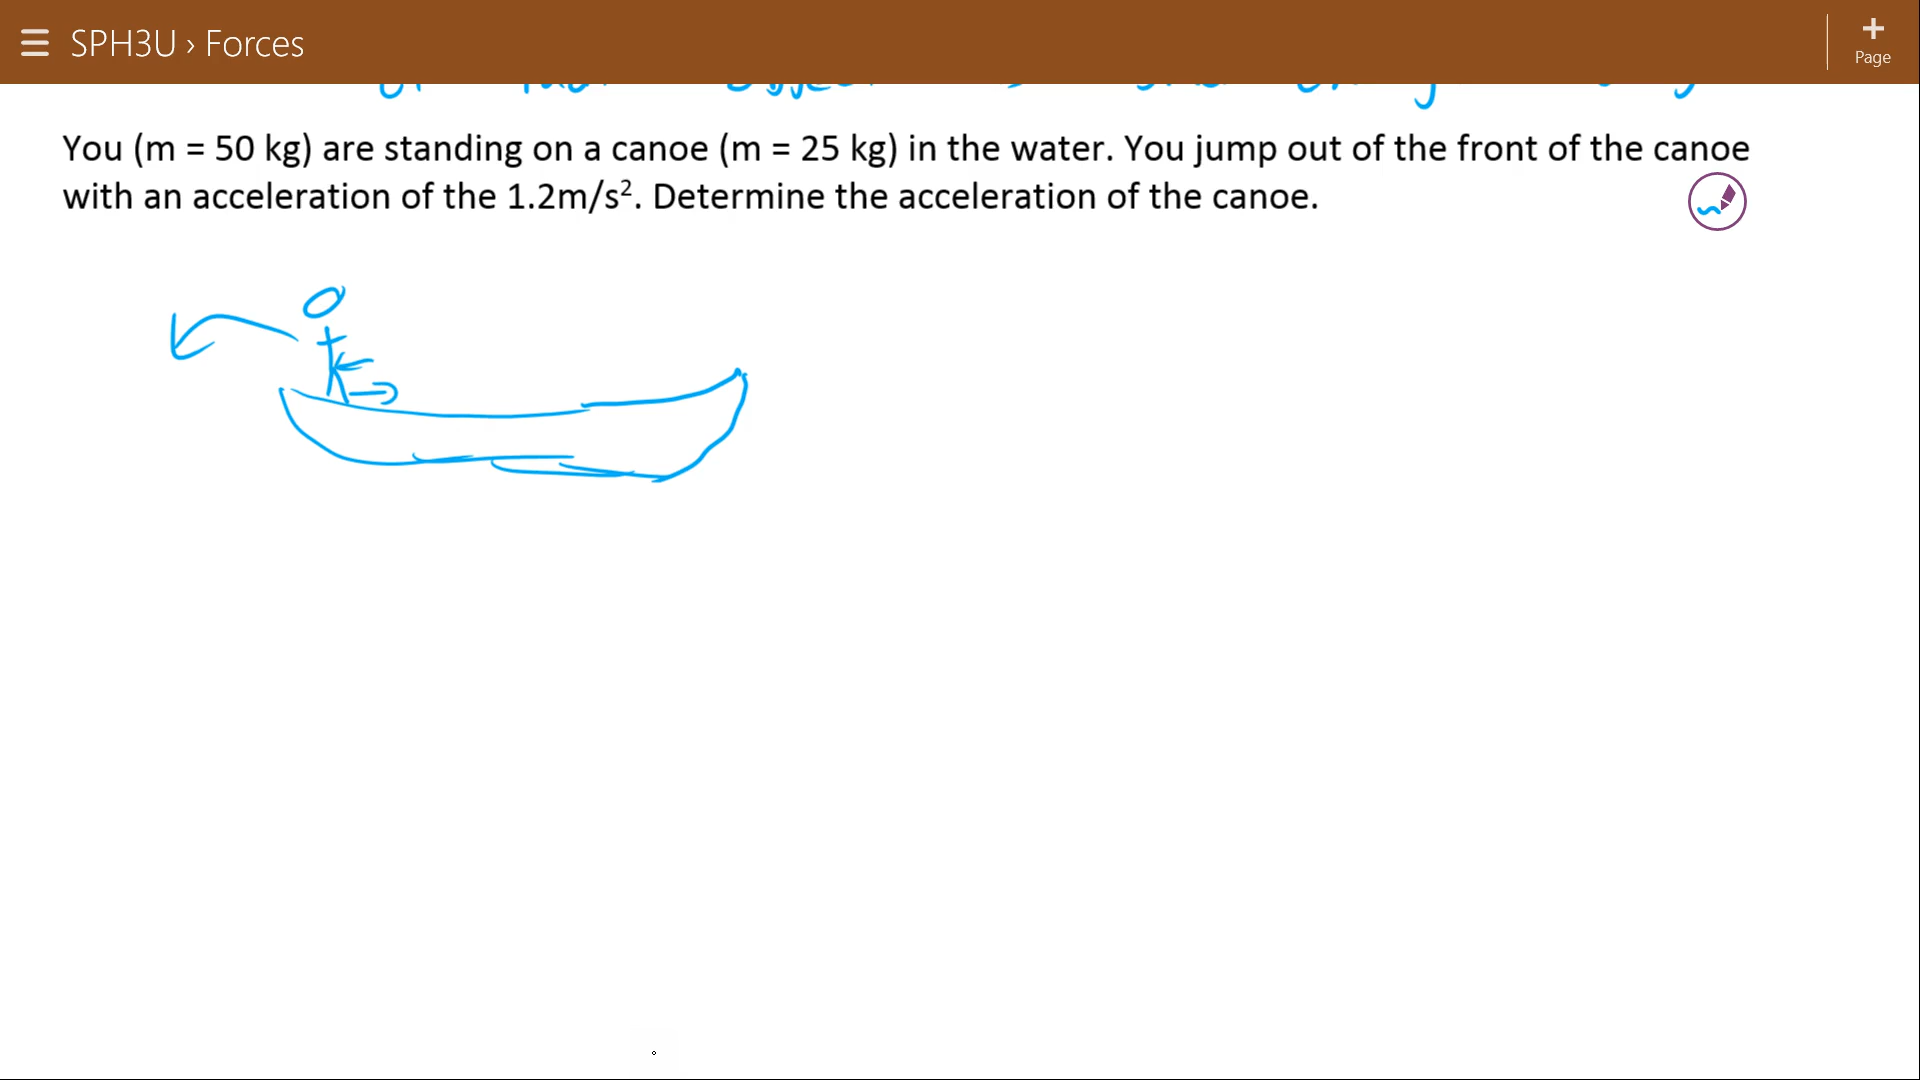 SPH3U › Forces
Page
You (m = 50 kg) are standing on a canoe (m = 25 kg) in the water. You jump out of the front of the canoe
with an acceleration of the 1.2m/s². Determine the acceleration of the canoe.